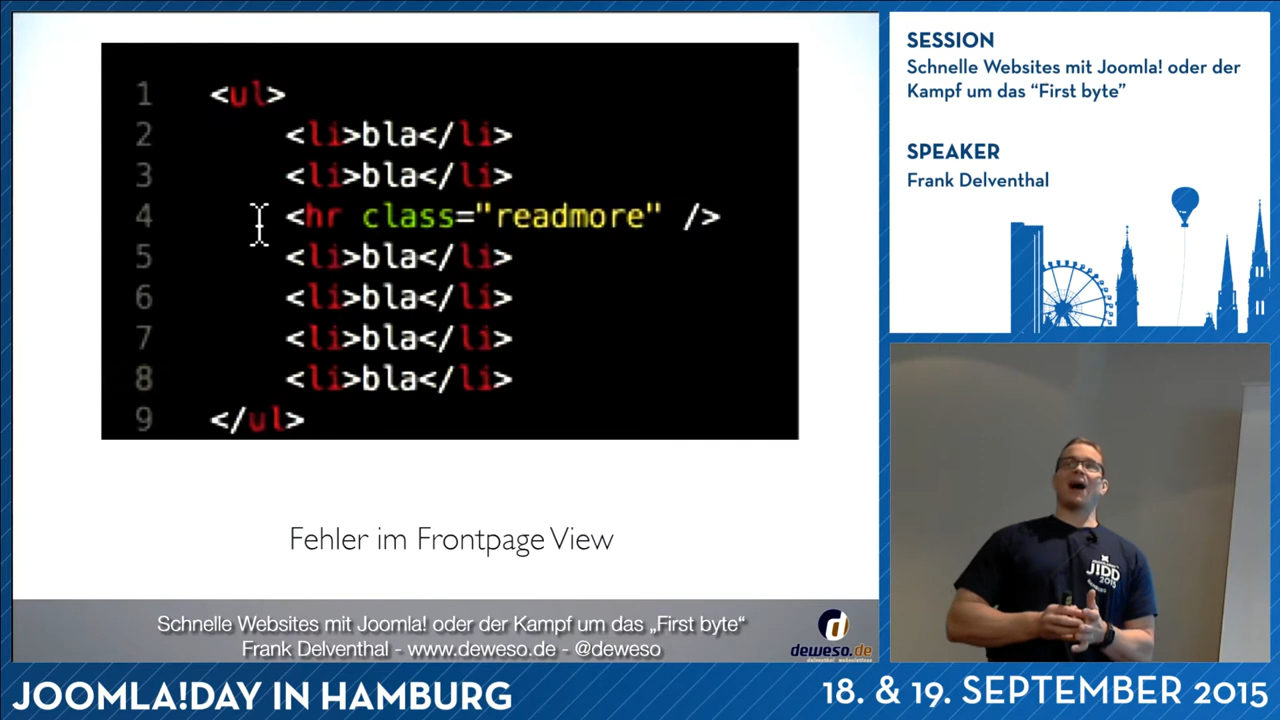 1 <ul>
2 <li>bla</li>
3 <li>bla</li>
4 <hr class="readmore" />
5 <li>bla</li>
6 <li>bla</li>
7 <li>bla</li>
8 <li>bla</li>
9 </ul>
Fehler im Frontpage View
Schnelle Websites mit Joomla! oder der Kampf um das „First byte“
Frank Delventhal - www.deweso.de - @deweso
deweso.de
SESSION
Schnelle Websites mit Joomla! oder der
Kampf um das “First byte”
SPEAKER
Frank Delventhal
JIDD
2015
JOOMLA!DAY IN HAMBURG
18. & 19. SEPTEMBER 2015